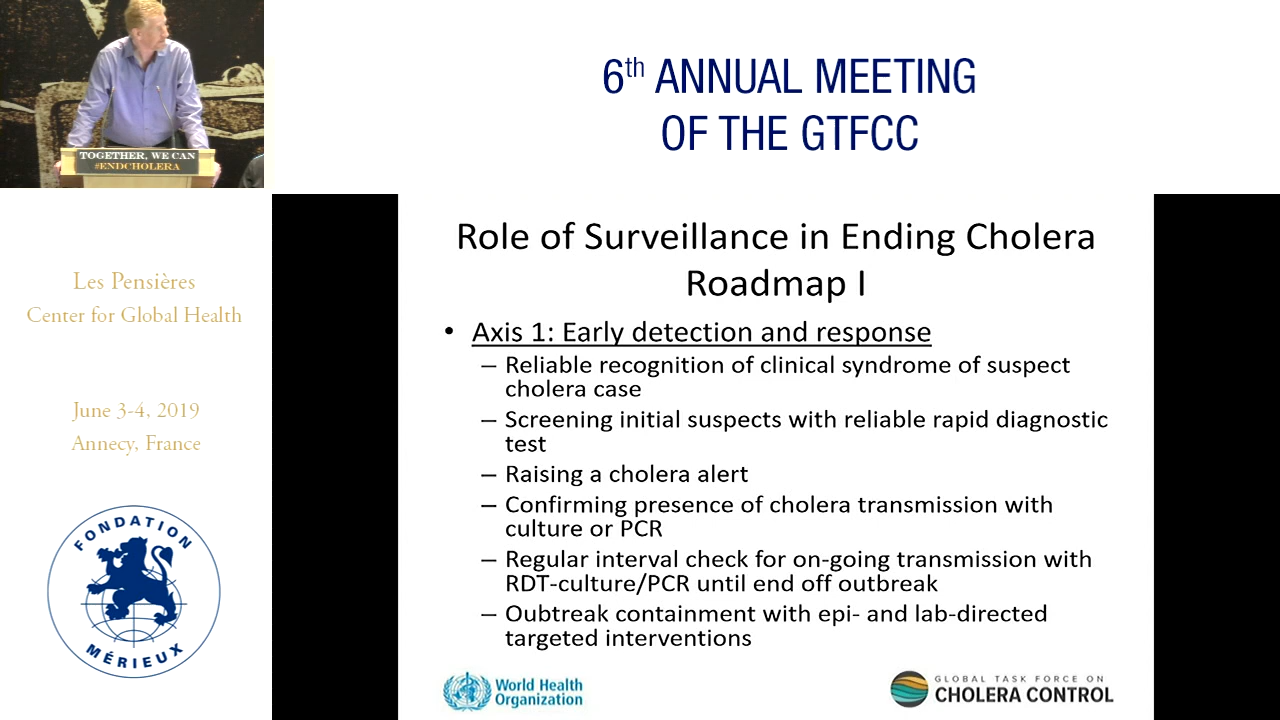 6th ANNUAL MEETING
OF THE GTFCC
TOGETHER, WE CAN
#ENDCHOLERA
Les Pensières
Center for Global Health
June 3-4, 2019
Annecy, France
FONDATION
MÉRIEUX
Role of Surveillance in Ending Cholera
Roadmap I
• Axis 1: Early detection and response
– Reliable recognition of clinical syndrome of suspect
cholera case
– Screening initial suspects with reliable rapid diagnostic
test
– Raising a cholera alert
– Confirming presence of cholera transmission with
culture or PCR
– Regular interval check for on-going transmission with
RDT-culture/PCR until end off outbreak
– Oubtreak containment with epi- and lab-directed
targeted interventions
World Health
Organization
GLOBAL TASK FORCE ON
CHOLERA CONTROL